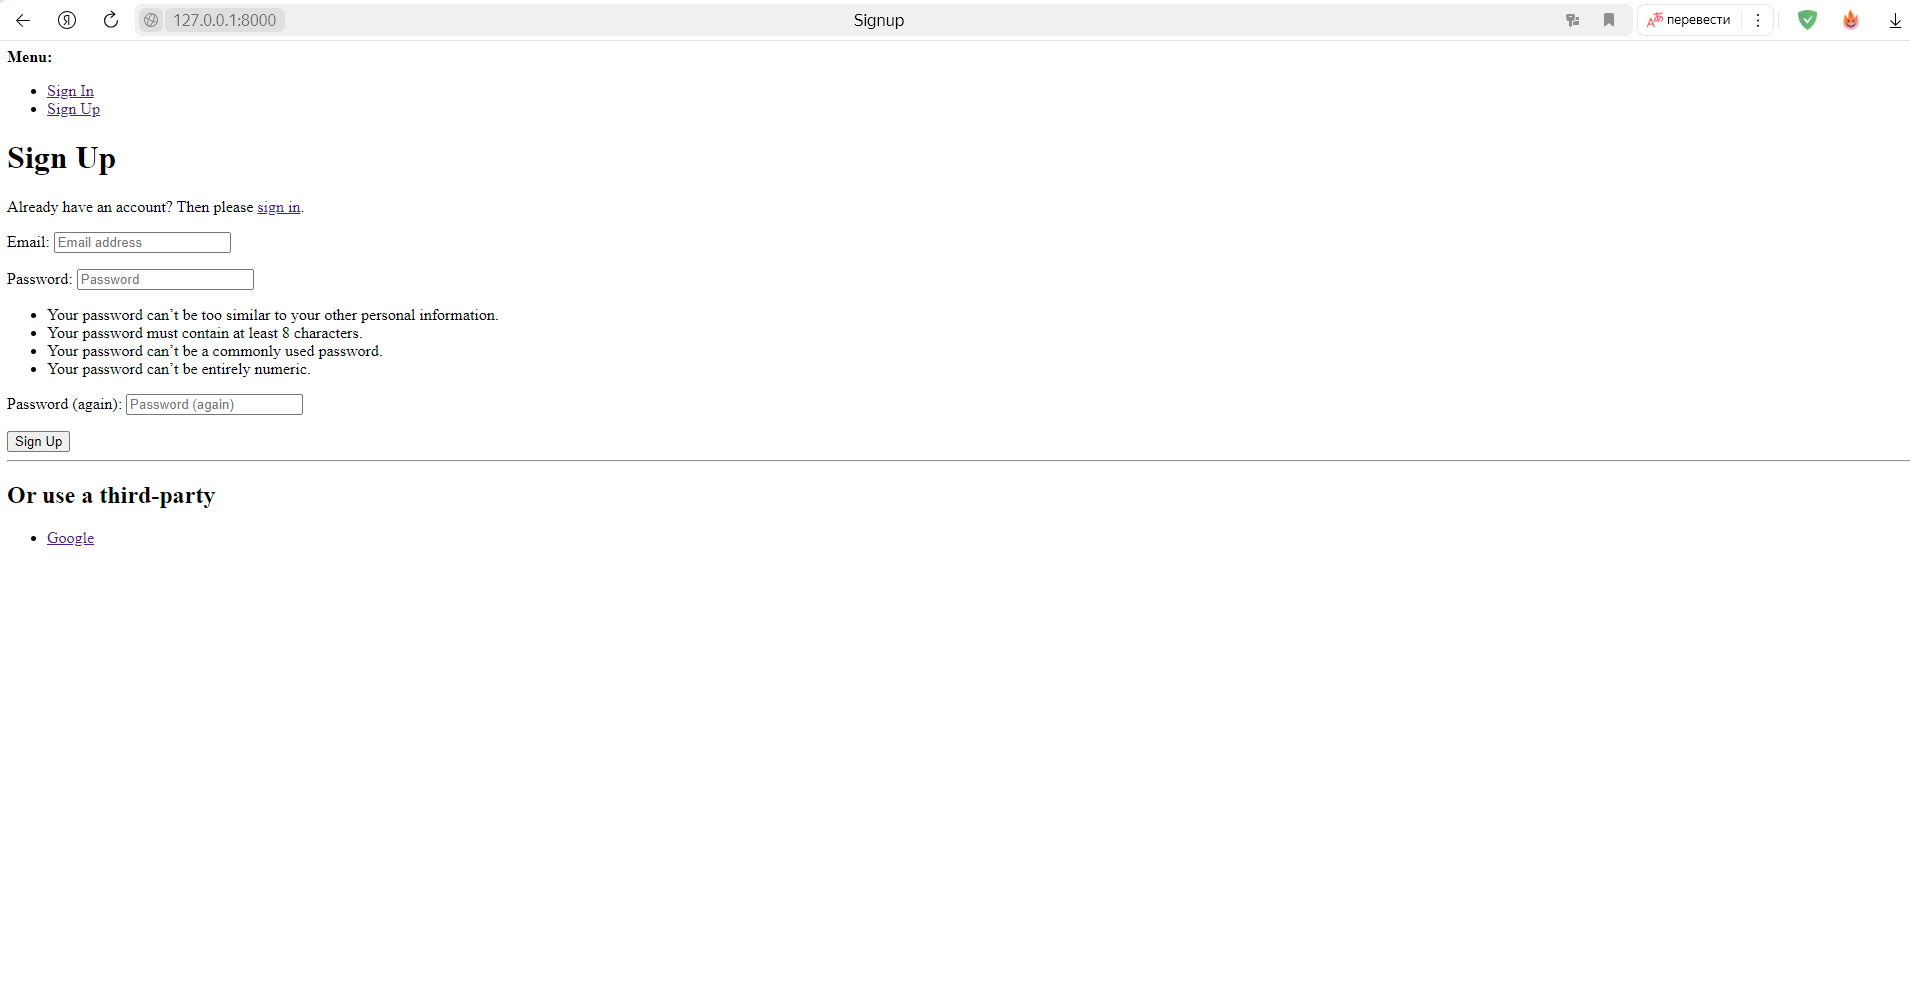 127.0.0.1:8000 Signup перевести
Menu:
Sign In
Sign Up
Sign Up
Already have an account? Then please sign in.
Email: Email address
Password: Password
Your password can’t be too similar to your other personal information.
Your password must contain at least 8 characters.
Your password can’t be a commonly used password.
Your password can’t be entirely numeric.
Password (again): Password (again)
Sign Up
Or use a third-party
Google